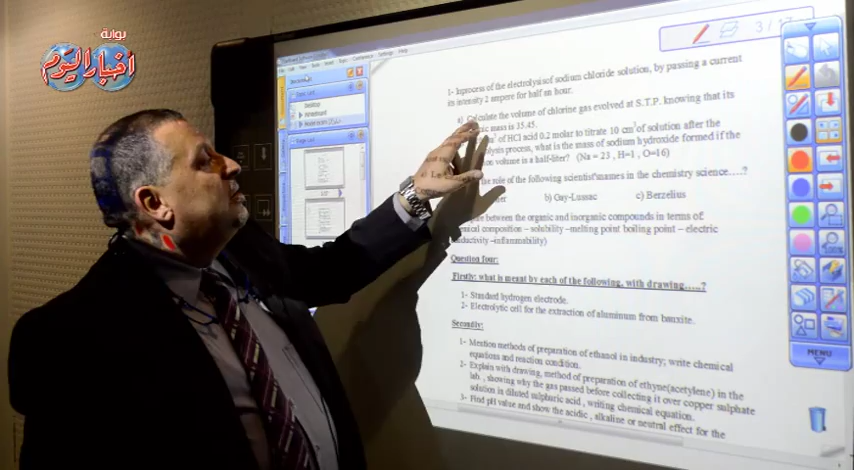 بوابة
أخبار اليوم
3 / 17
1- Inprocess of the electrolysisof sodium chloride solution, by passing a current
its intensity 2 ampere for half an hour.
a) Calculate the volume of chlorine gas evolved at S.T.P. knowing that its
mass is 35.45.
of HCl acid 0.2 molar to titrate 10 cm³ of solution after the
process, what is the mass of sodium hydroxide formed if the
volume is a half-liter? (Na = 23 , H=1 , O=16)
the role of the following scientist'snames in the chemistry science....?
b) Gay-Lussac c) Berzelius
between the organic and inorganic compounds in terms of
composition – solubility –melting point boiling point – electric
–inflammability)
Question four:
Firstly: what is meant by each of the following, with drawing.....?
1- Standard hydrogen electrode.
2- Electrolytic cell for the extraction of aluminum from bauxite.
Secondly:
1- Mention methods of preparation of ethanol in industry; write chemical
equations and reaction condition.
2- Explain with drawing, method of preparation of ethyne(acetylene) in the
lab. , showing why the gas passed before collecting it over copper sulphate
solution in diluted sulphuric acid , writing chemical equation.
3- Find pH value and show the acidic , alkaline or neutral effect for the
MENU